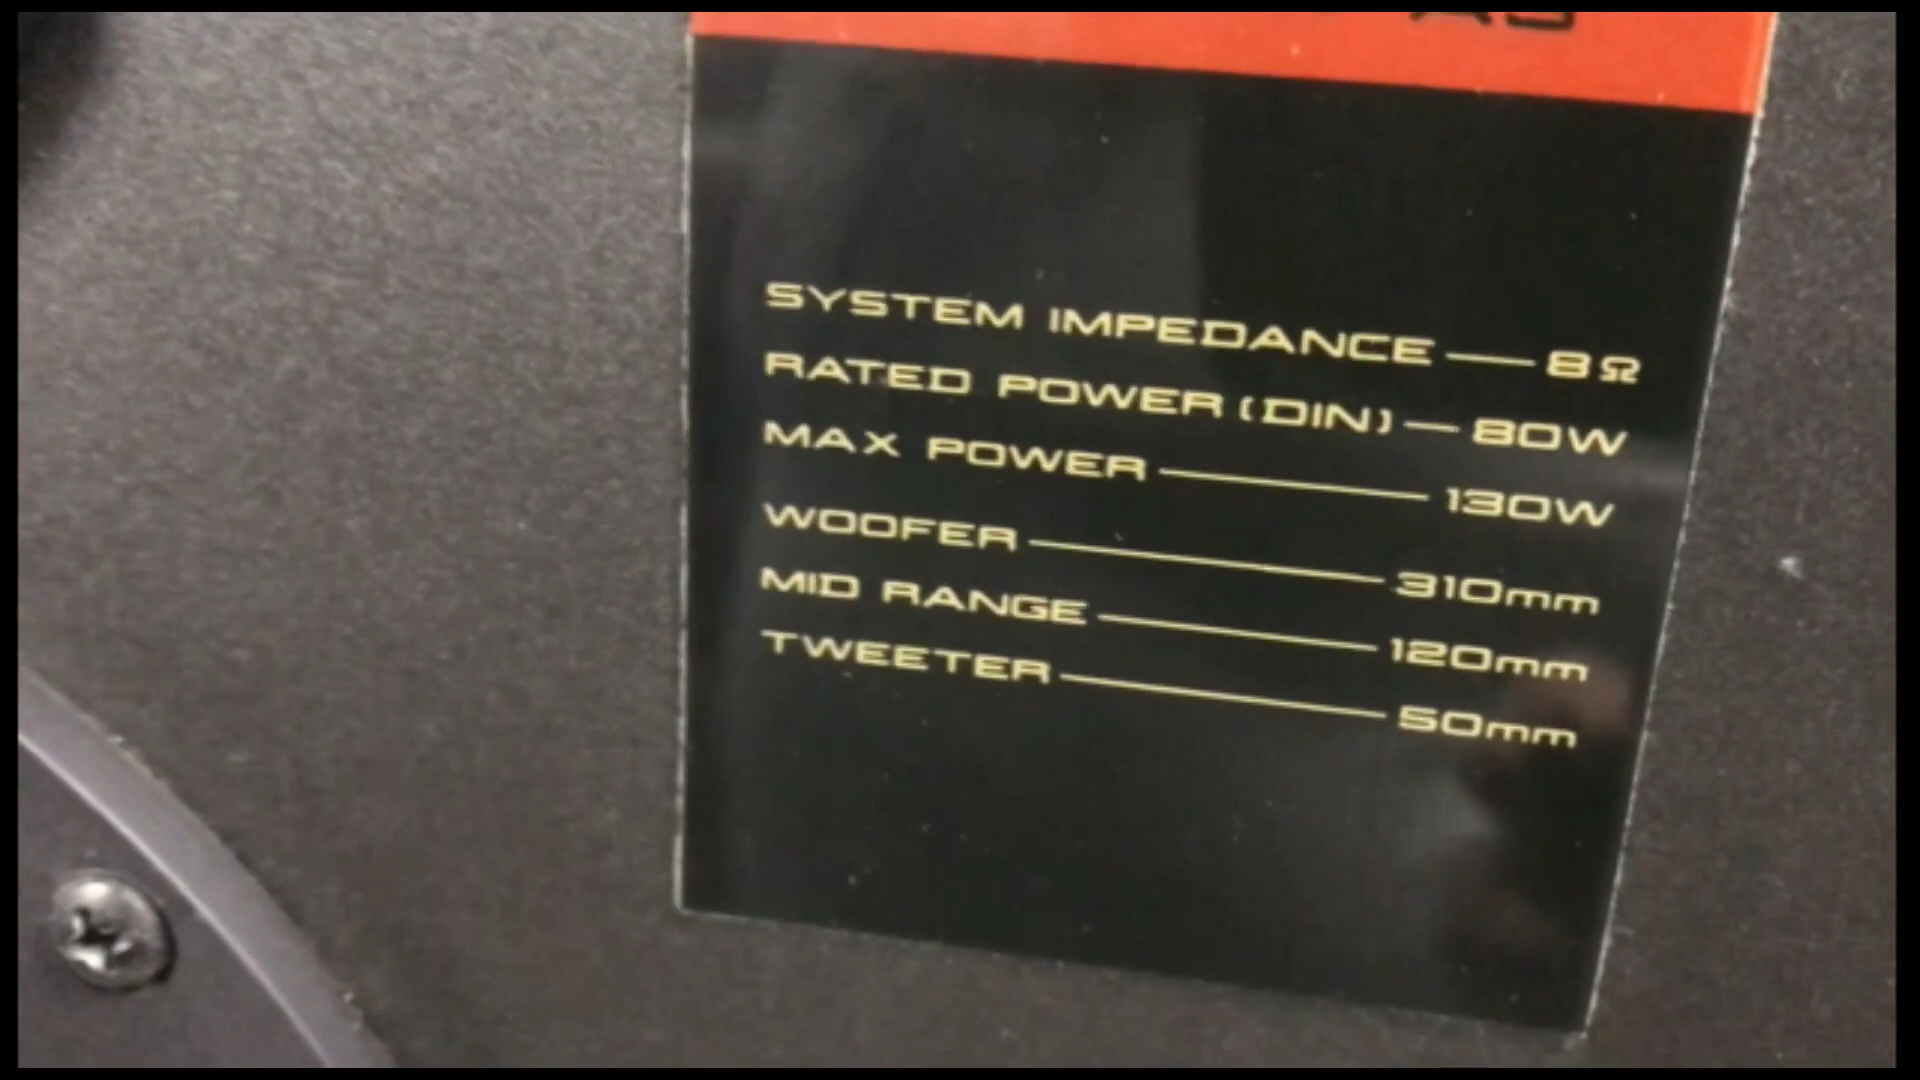 SYSTEM IMPEDANCE — 8Ω
RATED POWER (DIN) — 80W
MAX POWER — 130W
WOOFER — 310mm
MID RANGE — 120mm
TWEETER — 50mm